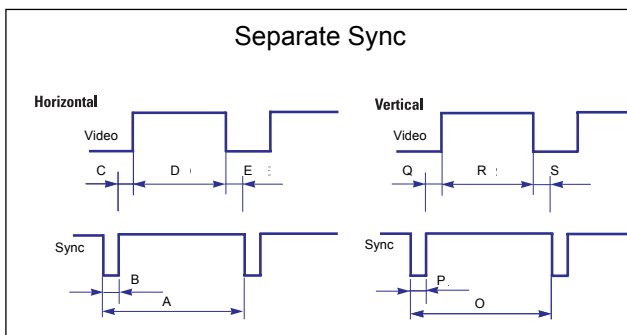 Separate Sync
Horizontal
Video
C
D
E
Sync
B
A
Vertical
Video
Q
R
S
Sync
P
O